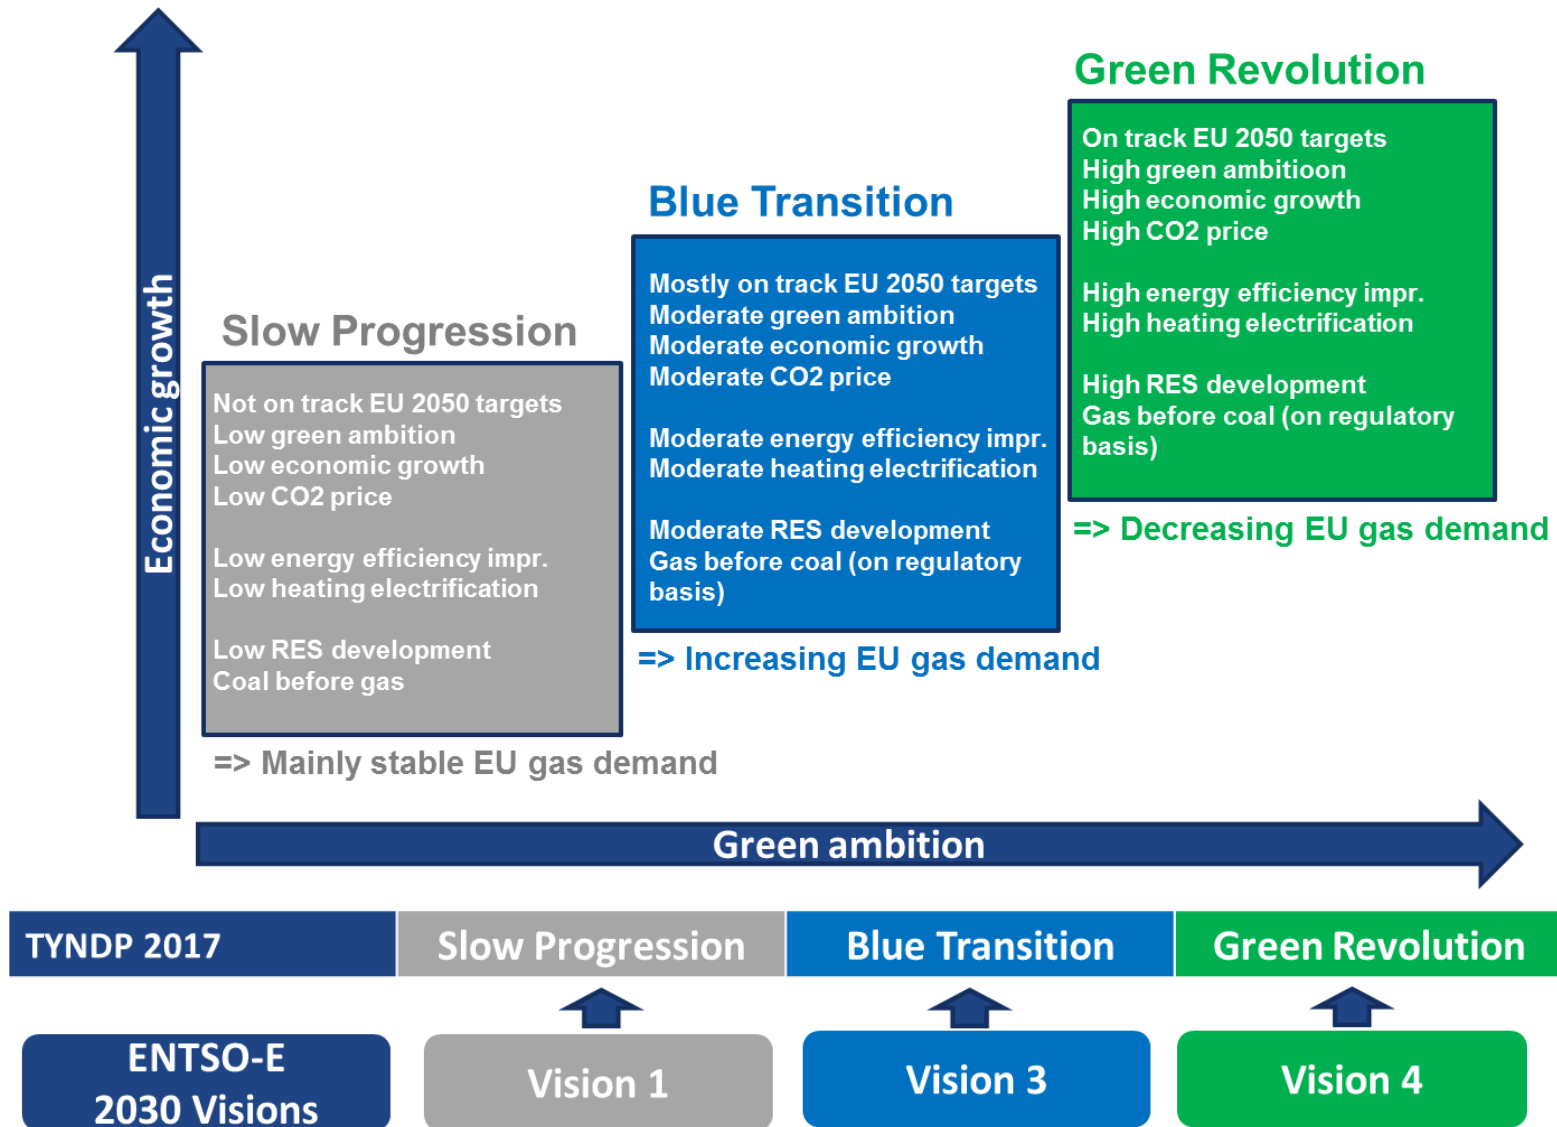 Economic growth
Green Revolution
On track EU 2050 targets
High green ambitioon
High economic growth
High CO2 price
High energy efficiency impr.
High heating electrification
High RES development
Gas before coal (on regulatory
basis)
=> Decreasing EU gas demand
Blue Transition
Mostly on track EU 2050 targets
Moderate green ambition
Moderate economic growth
Moderate CO2 price
Moderate energy efficiency impr.
Moderate heating electrification
Moderate RES development
Gas before coal (on regulatory
basis)
=> Increasing EU gas demand
Slow Progression
Not on track EU 2050 targets
Low green ambition
Low economic growth
Low CO2 price
Low energy efficiency impr.
Low heating electrification
Low RES development
Coal before gas
=> Mainly stable EU gas demand
Green ambition
TYNDP 2017
Slow Progression
Blue Transition
Green Revolution
ENTSO-E
2030 Visions
Vision 1
Vision 3
Vision 4